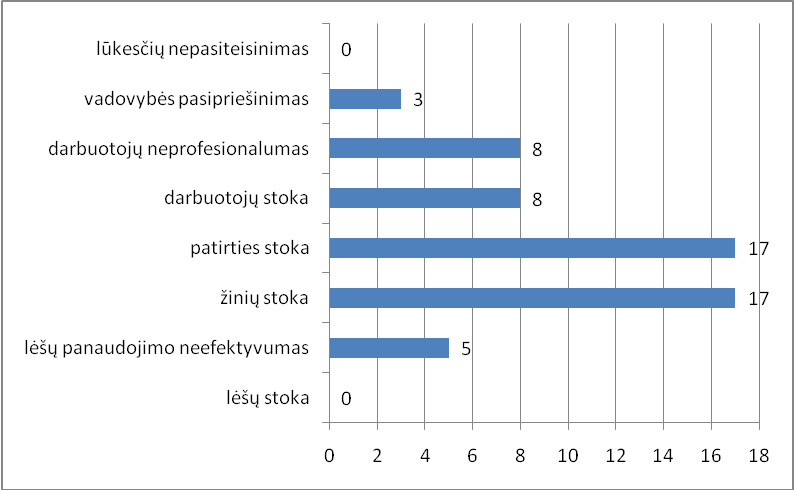 lūkesčių nepasiteisinimas 0
vadovybės pasipriešinimas 3
darbuotojų neprofesionalumas 8
darbuotojų stoka 8
patirties stoka 17
žinių stoka 17
lėšų panaudojimo neefektyvumas 5
lėšų stoka 0
0 2 4 6 8 10 12 14 16 18